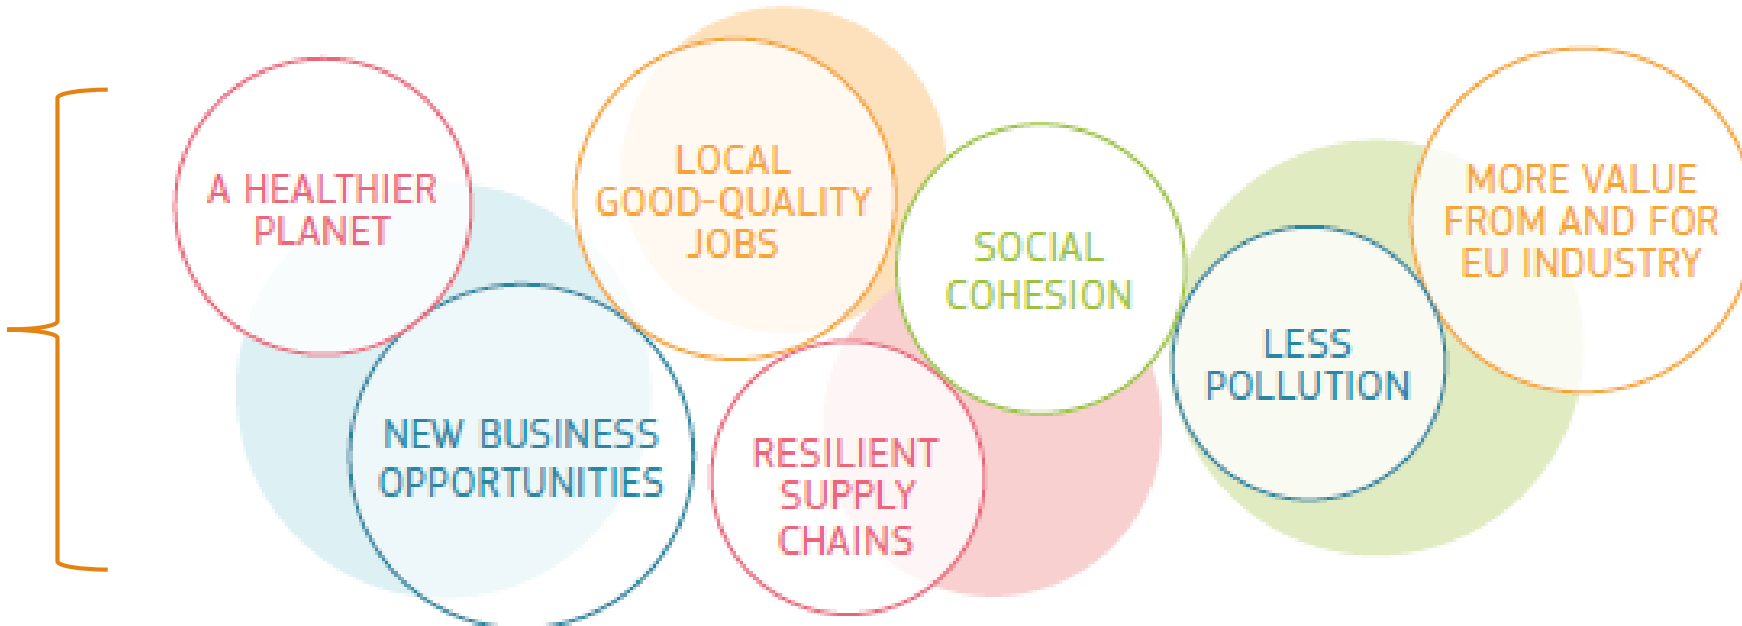 A HEALTHIER
PLANET
NEW BUSINESS
OPPORTUNITIES
LOCAL
GOOD-QUALITY
JOBS
RESILIENT
SUPPLY
CHAINS
SOCIAL
COHESION
LESS
POLLUTION
MORE VALUE
FROM AND FOR
EU INDUSTRY